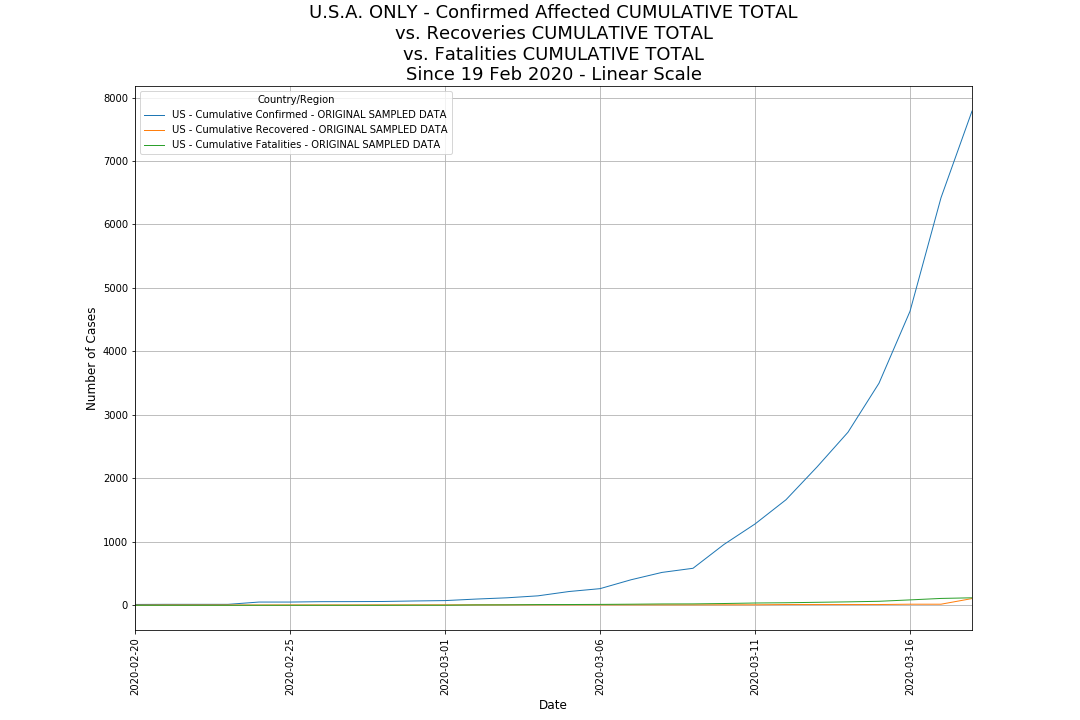 U.S.A. ONLY - Confirmed Affected CUMULATIVE TOTAL
vs. Recoveries CUMULATIVE TOTAL
vs. Fatalities CUMULATIVE TOTAL
Since 19 Feb 2020 - Linear Scale
Country/Region
US - Cumulative Confirmed - ORIGINAL SAMPLED DATA
US - Cumulative Recovered - ORIGINAL SAMPLED DATA
US - Cumulative Fatalities - ORIGINAL SAMPLED DATA
8000
7000
6000
5000
4000
3000
2000
1000
0
Number of Cases
2020-02-20
2020-02-25
2020-03-01
2020-03-06
2020-03-11
2020-03-16
Date